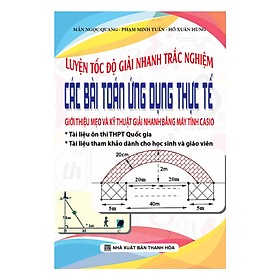 MẪN NGỌC QUANG - PHẠM MINH TUẤN - HỒ XUÂN HÙNG
LUYỆN TỐC ĐỘ GIẢI NHANH TRẮC NGHIỆM
CÁC BÀI TOÁN ỨNG DỤNG THỰC TẾ
GIỚI THIỆU MẸO VÀ KỸ THUẬT GIẢI NHANH BẰNG MÁY TÍNH CASIO
* Tài liệu ôn thi THPT Quốc gia
* Tài liệu tham khảo dành cho học sinh và giáo viên
20cm
2m
20m 20m
5m 40m 5m
NHÀ XUẤT BẢN THANH HÓA